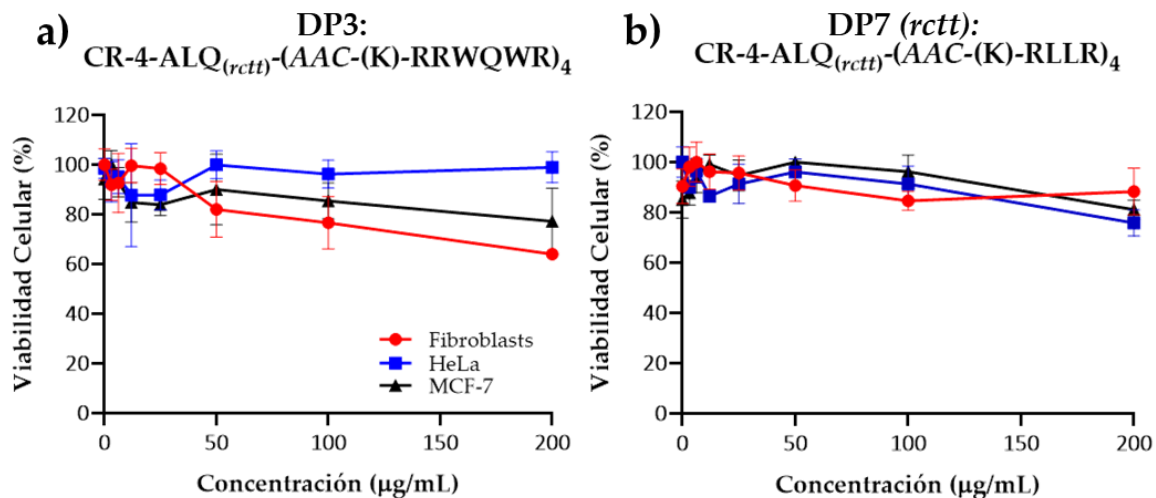 a)
DP3:
CR-4-ALQ(rctt)-(AAC-(K)-RRWQWR)4
120
100
80
60
40
20
0
Viabilidad Celular (%)
Fibroblasts
HeLa
MCF-7
0 50 100 150 200
Concentración (µg/mL)
b)
DP7 (rctt):
CR-4-ALQ(rctt)-(AAC-(K)-RLLR)4
120
100
80
60
40
20
0
Viabilidad Celular (%)
0 50 100 150 200
Concentración (µg/mL)